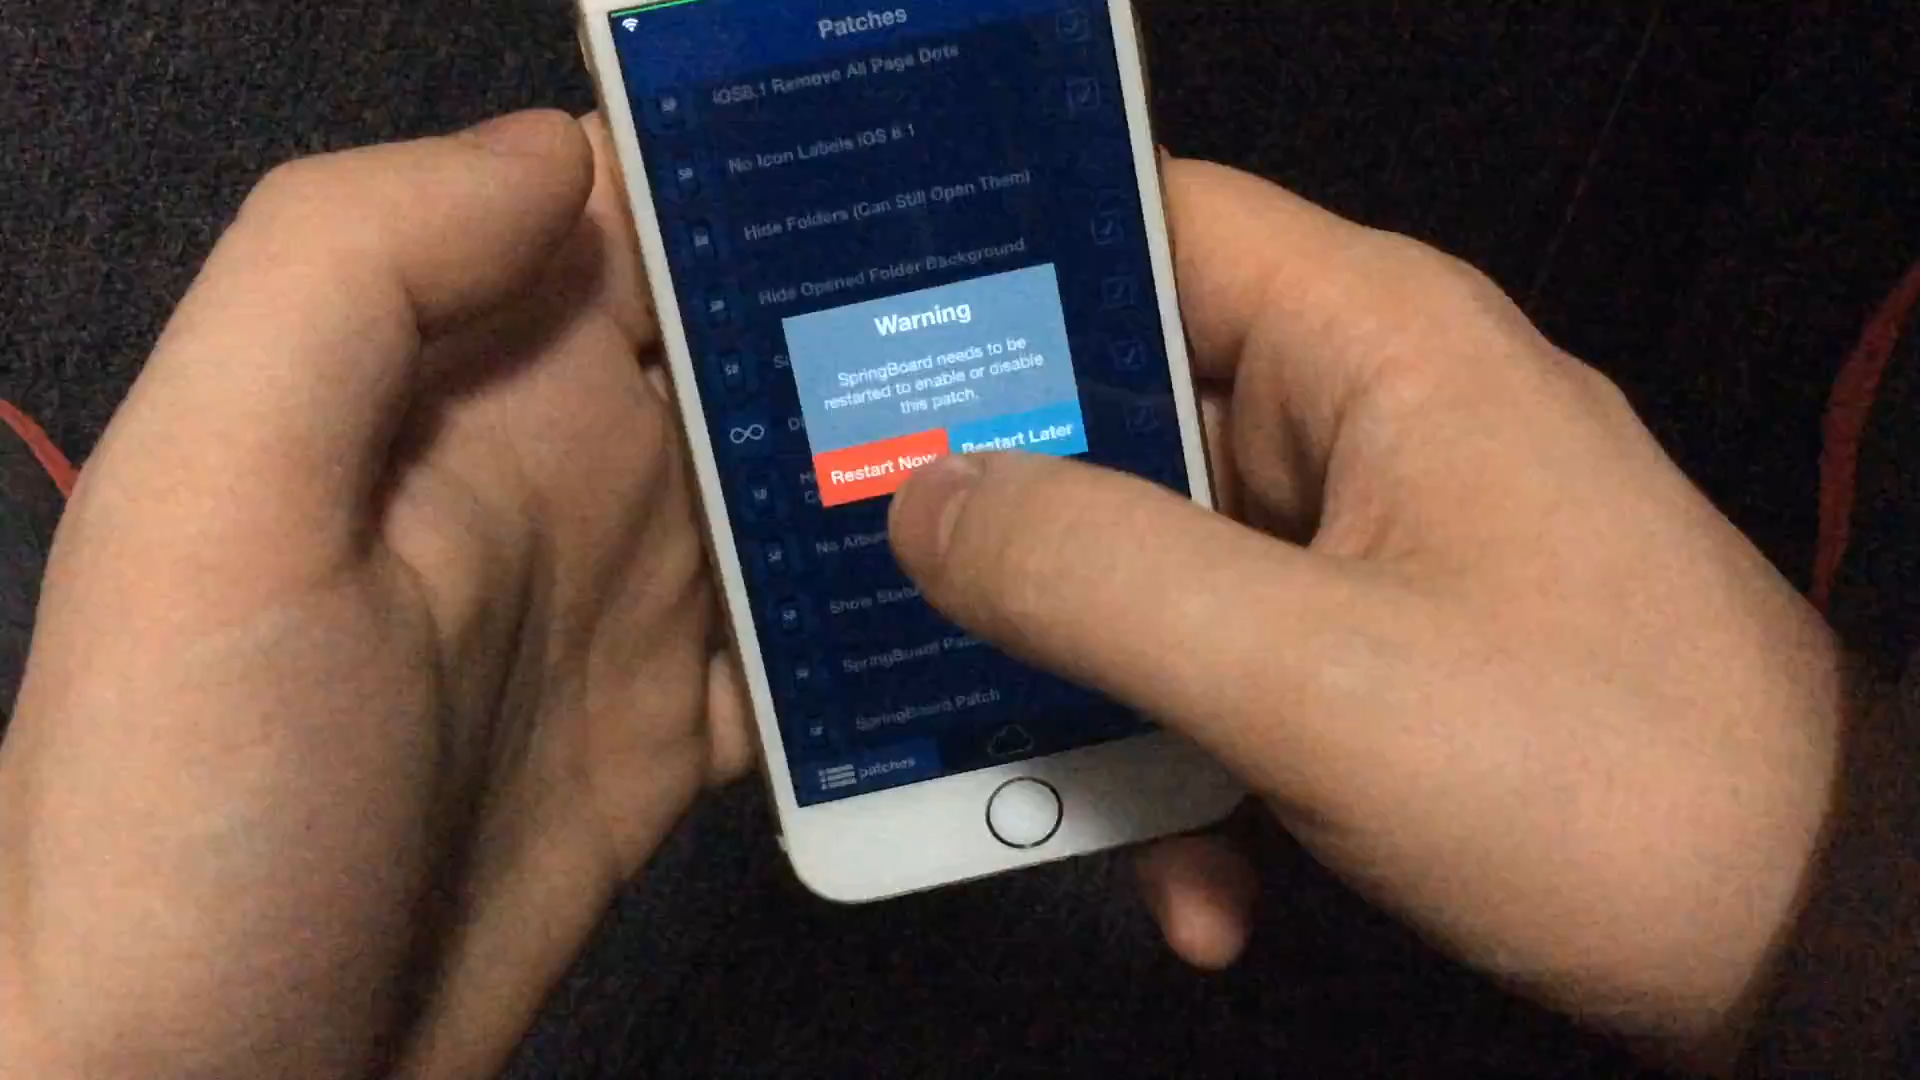 Patches
iOS8.1 Remove All Page Dots
No Icon Labels iOS 8.1
Hide Folders (Can Still Open Them)
Hide Opened Folder Background
Warning
SpringBoard needs to be
restarted to enable or disable
this patch.
Restart Now
Restart Later
No Album
Show Status
SpringBoard Patch
SpringBoard Patch
patches